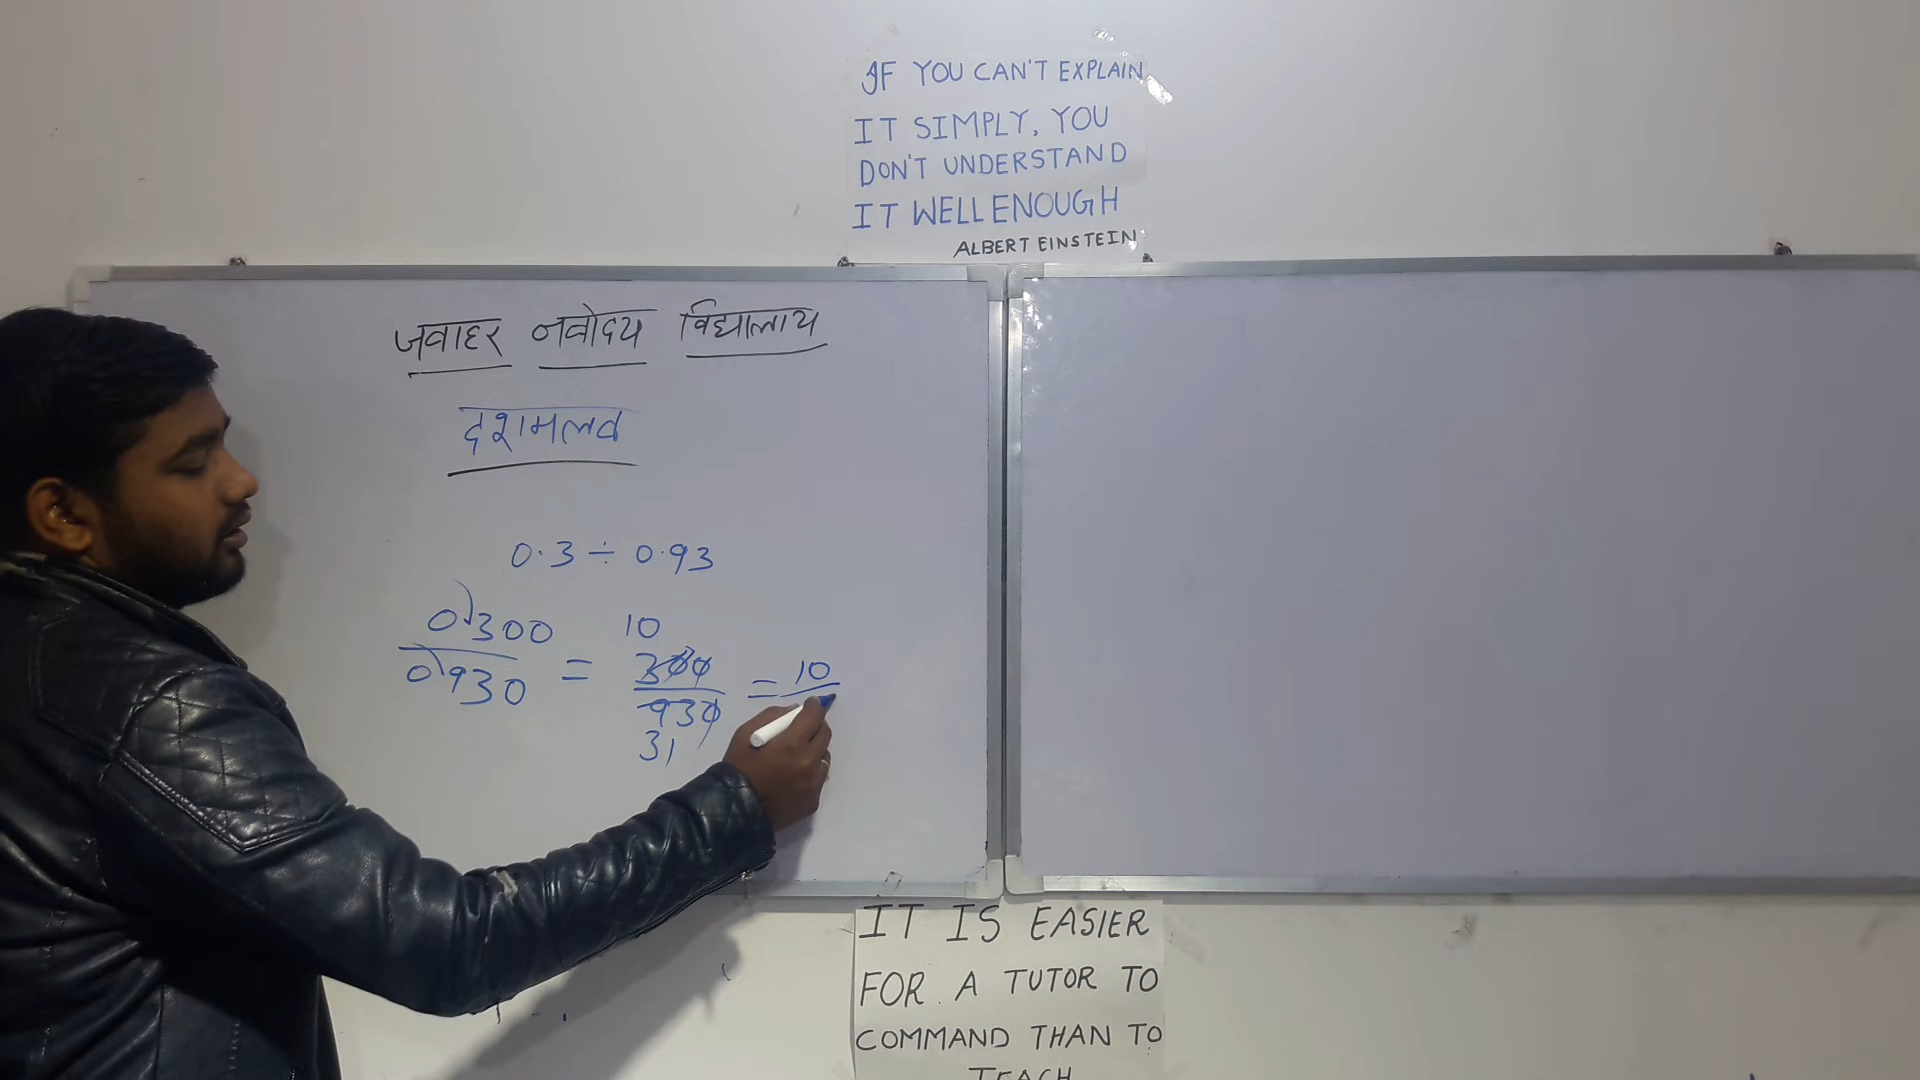 IF YOU CAN'T EXPLAIN
IT SIMPLY, YOU
DON'T UNDERSTAND
IT WELL ENOUGH
ALBERT EINSTEIN
जवाहर नवोदय विद्यालय
दशमलव
0.3 ÷ 0.93
10
0.300 / 0.930 = 300 / 930 = 10
31
IT IS EASIER
FOR A TUTOR TO
COMMAND THAN TO
TEACH